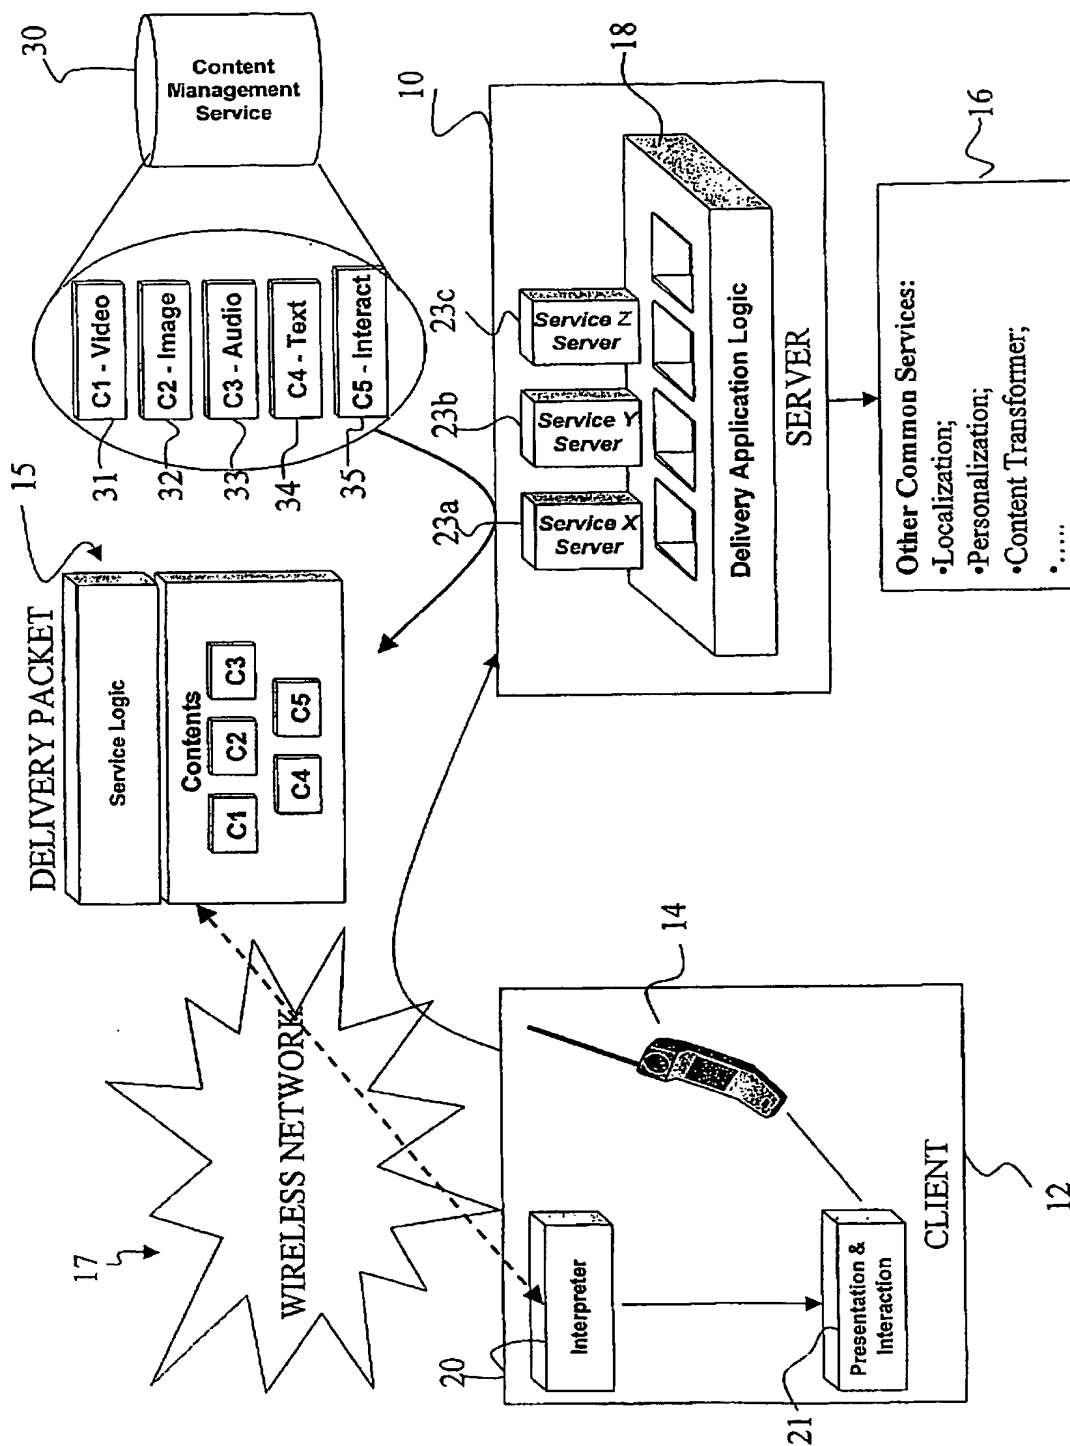 DELIVERY PACKET
15
Service Logic
Contents
C1
C2
C3
C4
C5
30
Content
Management
Service
C1 - Video
C2 - Image
C3 - Audio
C4 - Text
C5 - Interact
31
32
33
34
35
17
WIRELESS NETWORK
10
18
23a
23b
23c
Service X
Server
Service Y
Server
Service Z
Server
Delivery Application Logic
SERVER
16
Other Common Services:
•Localization;
•Personalization;
•Content Transformer;
•.....
20
Interpreter
14
21
Presentation &
Interaction
CLIENT
12